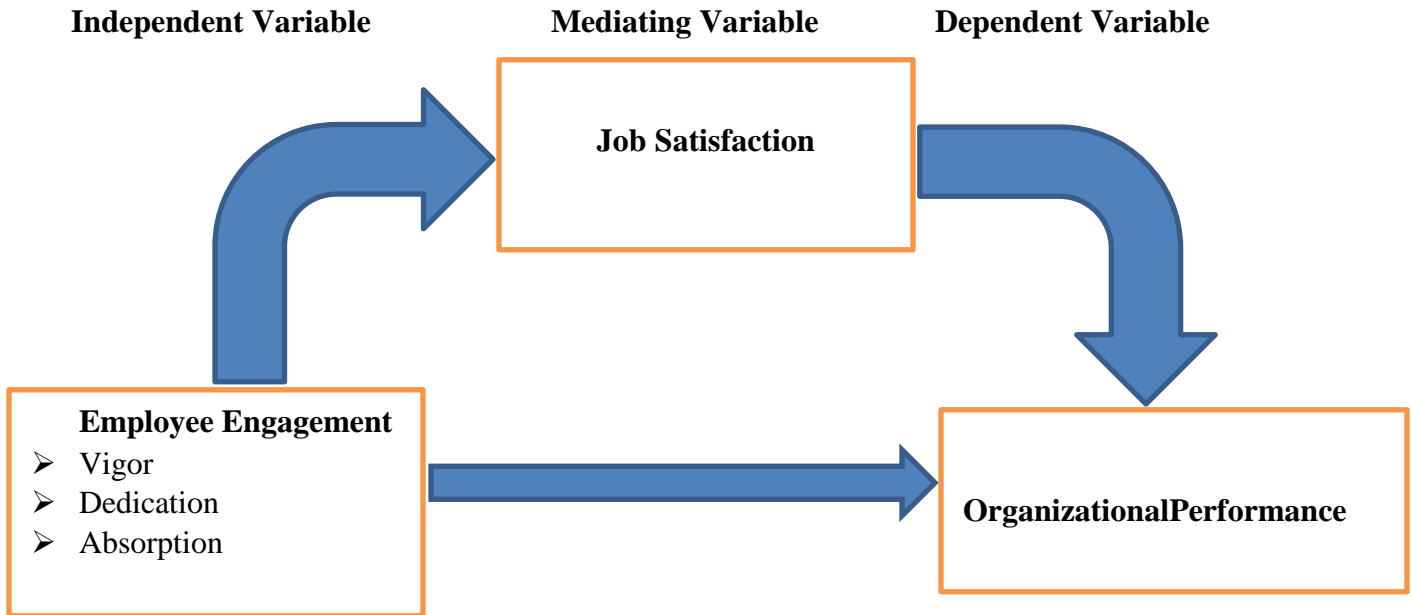 Independent Variable Mediating Variable Dependent Variable
Job Satisfaction
Employee Engagement
➢ Vigor
➢ Dedication
➢ Absorption
OrganizationalPerformance